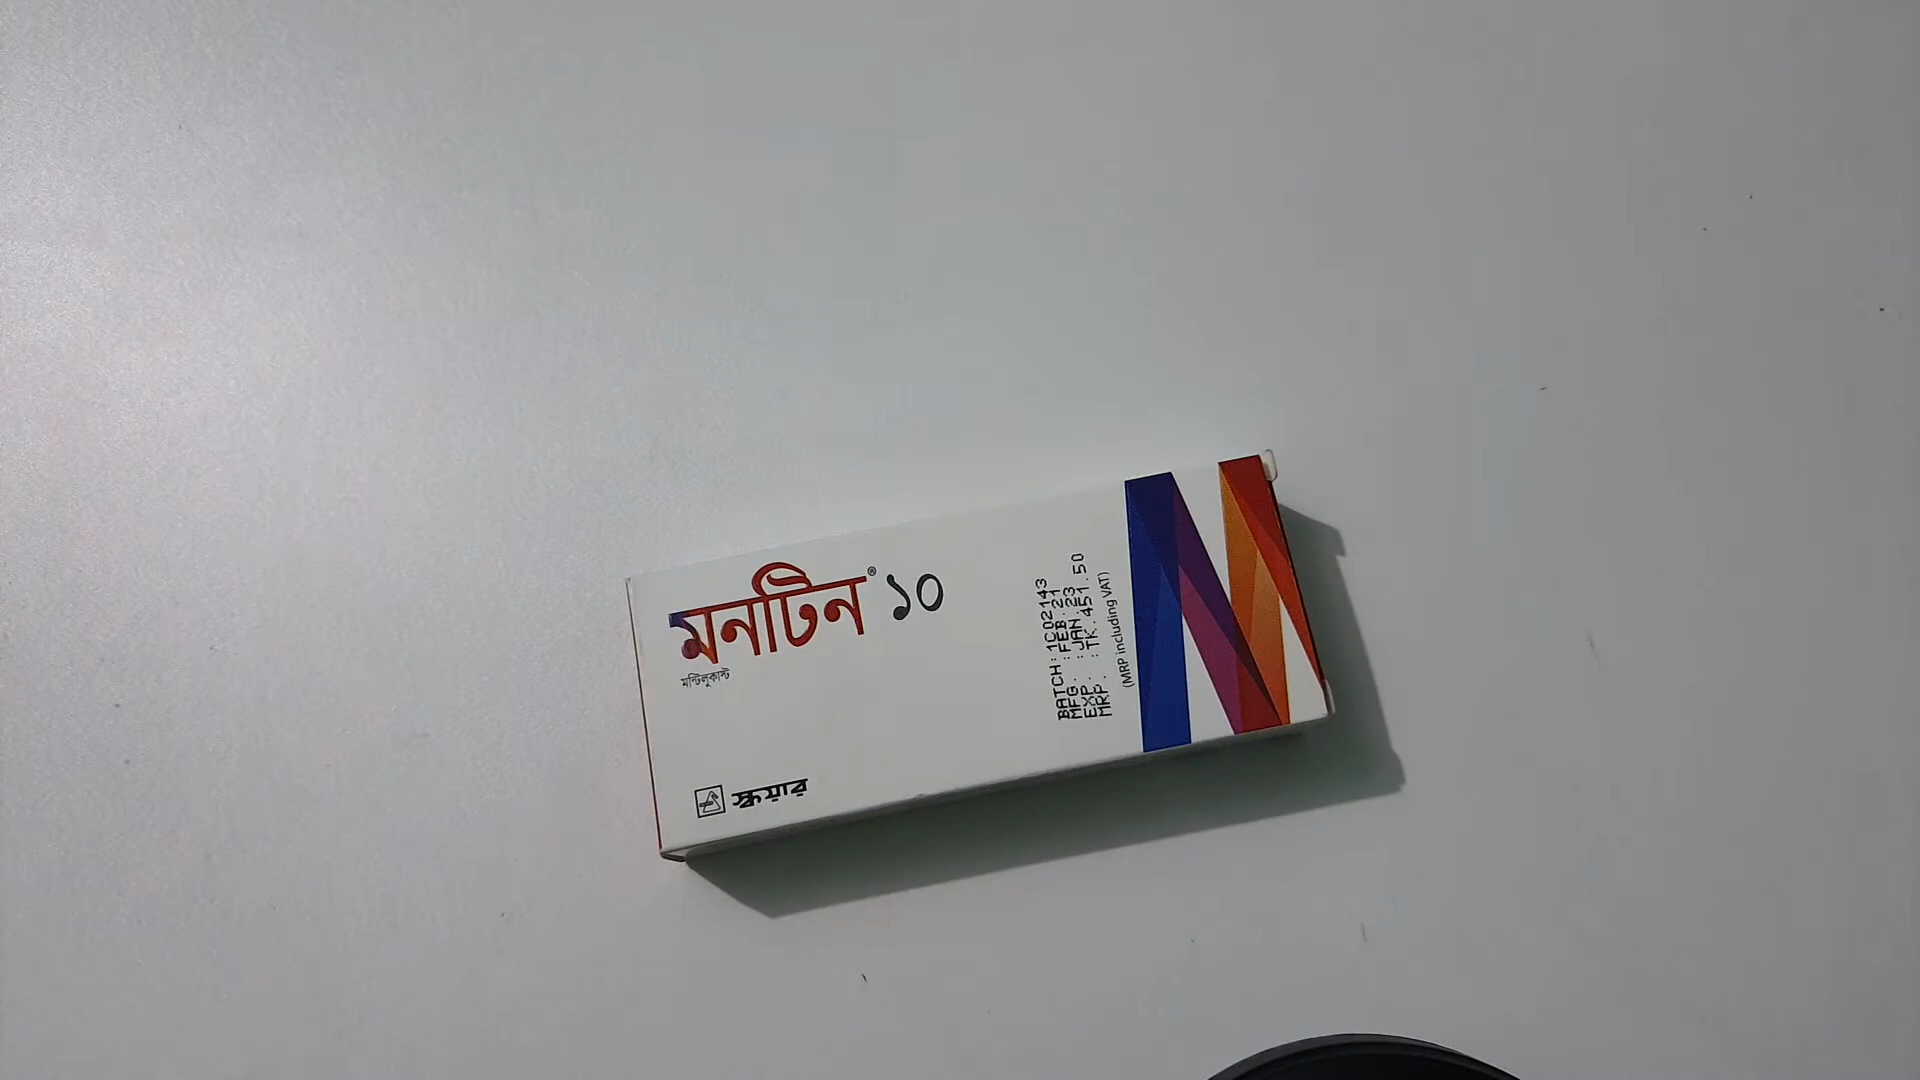 মনটিন® ১০
মন্টিলুকাস্ট
স্কয়ার
BATCH: 1C02143
MFG. : FEB.21
EXP. : JAN.23
MRP. : TK.451.50
(MRP including VAT)